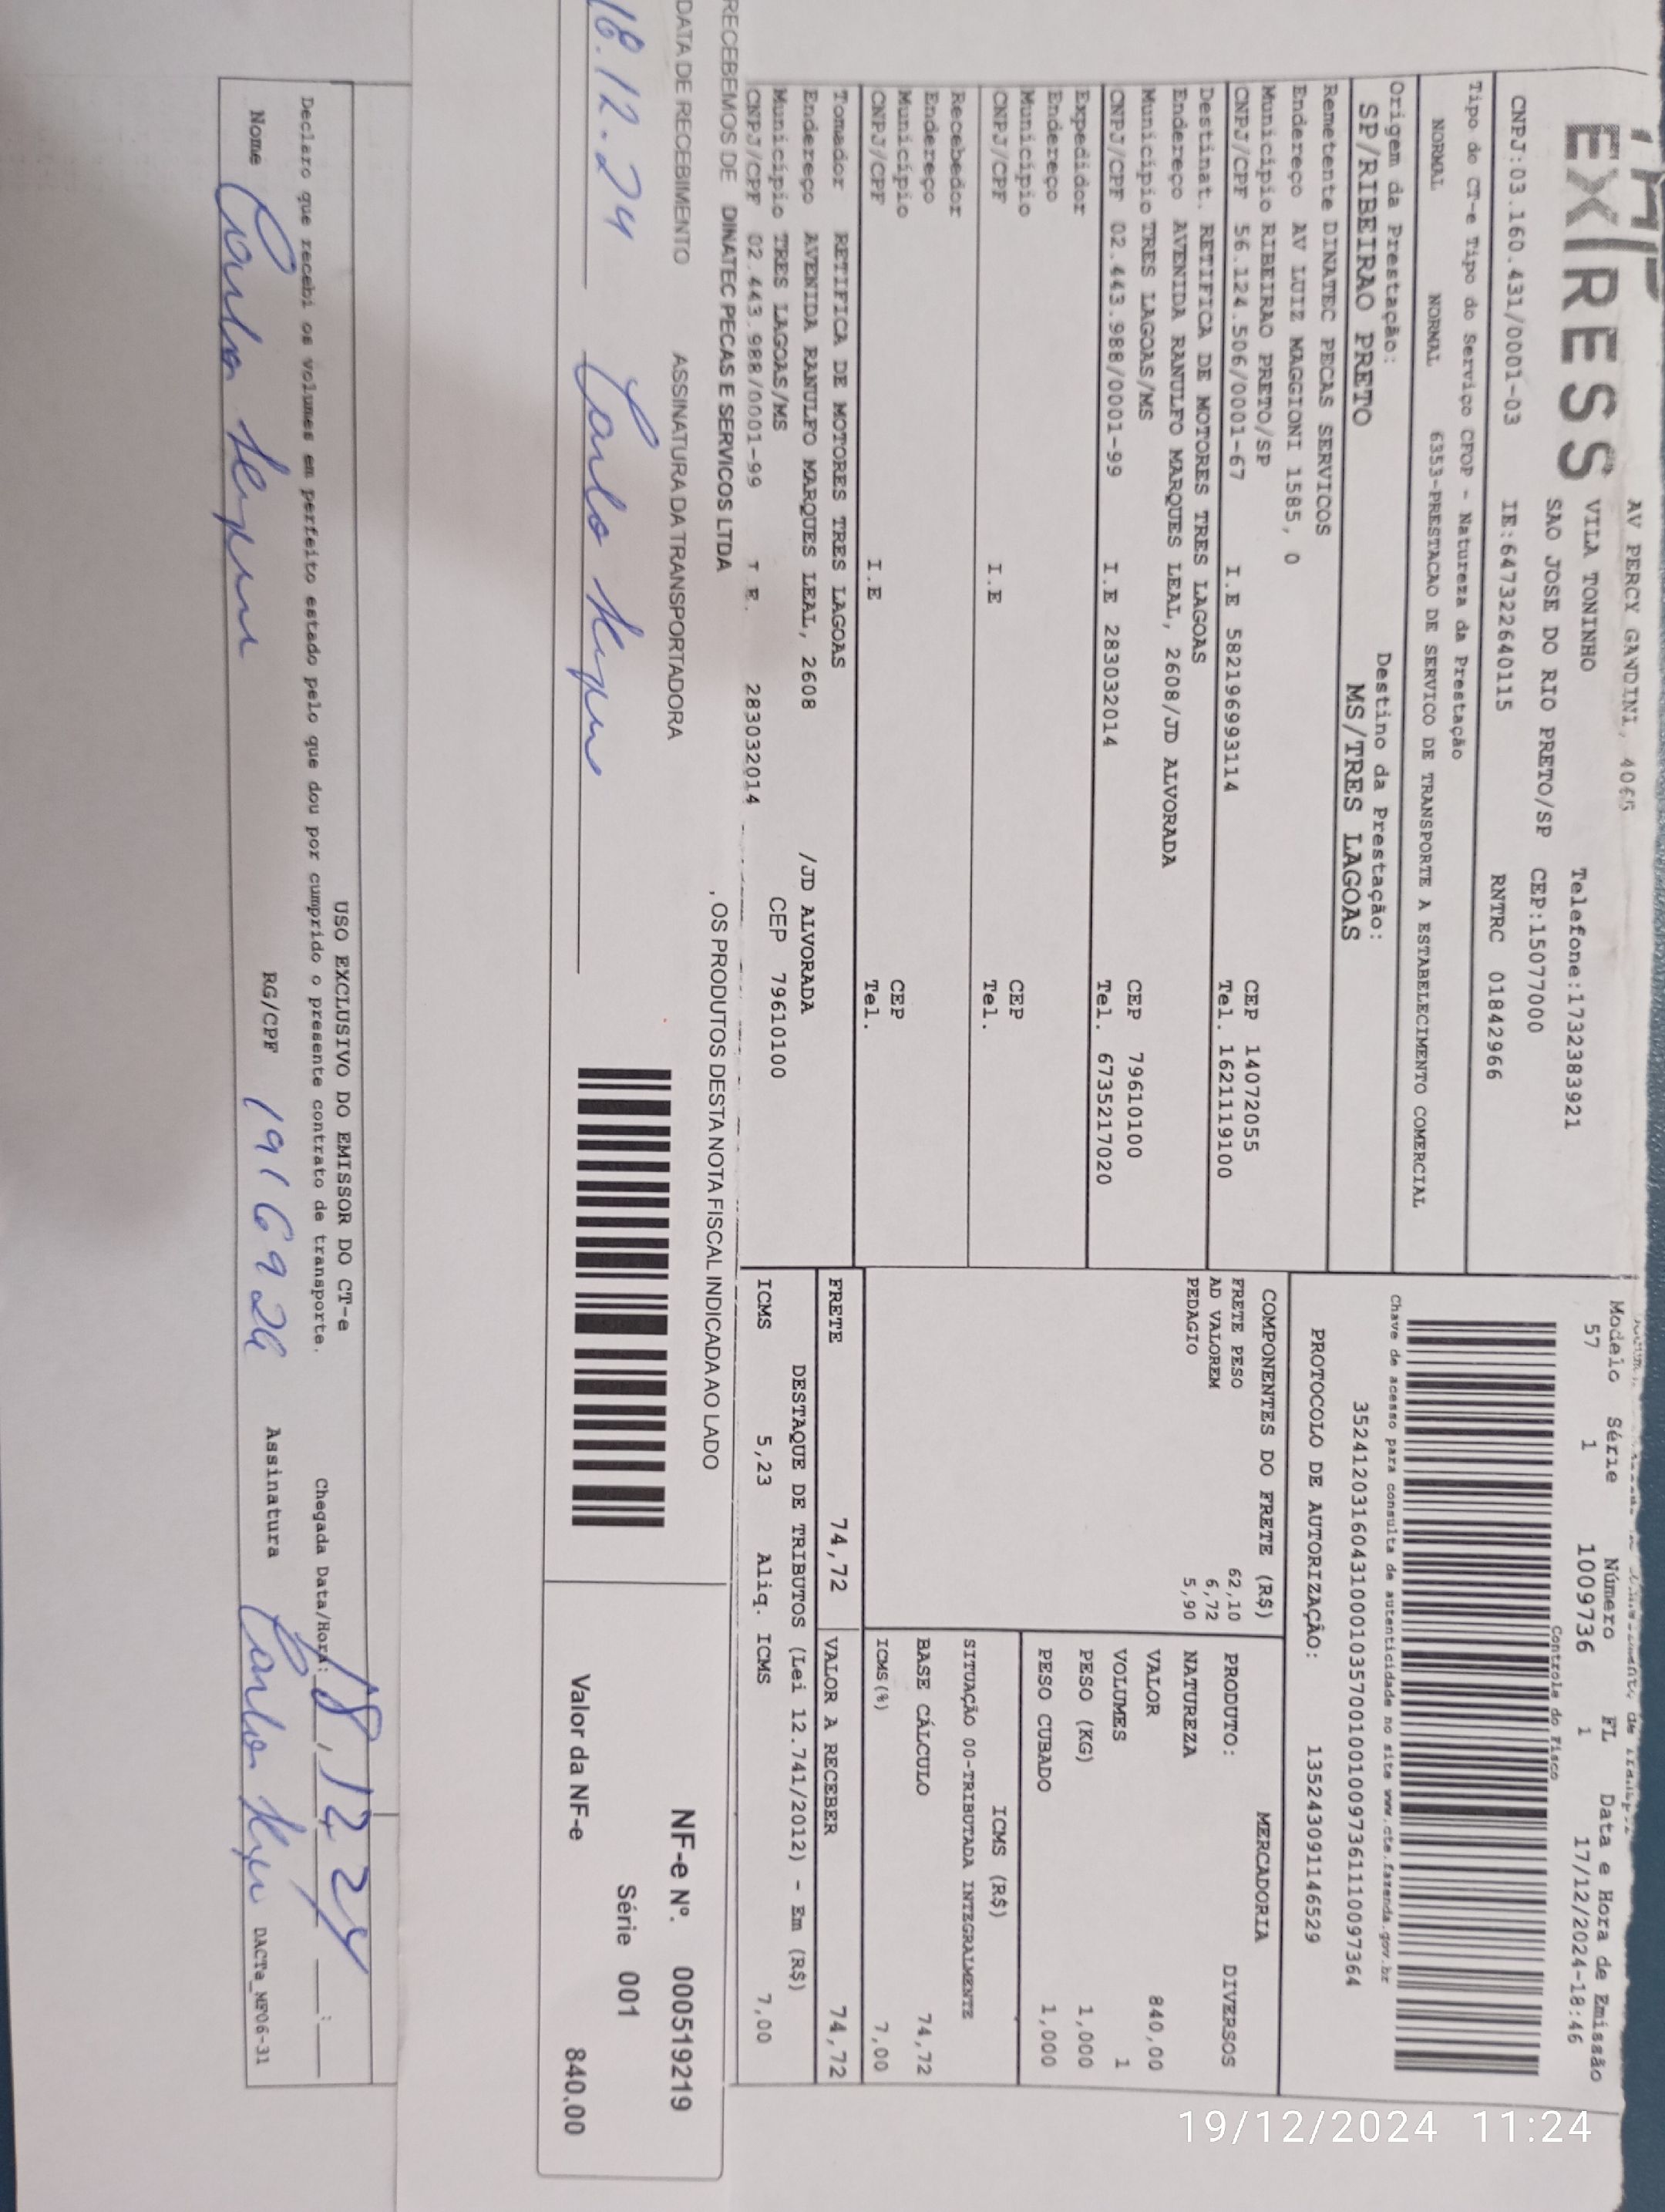 EXPRESS
AV PERCY GANDINI, 4065
VILA TONINHO Telefone:1732383921
SAO JOSE DO RIO PRETO/SP CEP:15077000
CNPJ:03.160.431/0001-03 IE:647322640115 RNTRC 01842966
Modelo Série Número FL Data e Hora de Emissão
57 1 1009736 1 17/12/2024-18:46
Controle do Fisco
Chave de acesso para consulta de autenticidade no site www.cte.fazenda.gov.br
35241203160431000103570010010097361110097364
PROTOCOLO DE AUTORIZAÇÃO: 135243091146529
Tipo do CT-e Tipo do Serviço CFOP - Natureza da Prestação
NORMAL NORMAL 6353-PRESTACAO DE SERVICO DE TRANSPORTE A ESTABELECIMENTO COMERCIAL
Origem da Prestação: Destino da Prestação:
SP/RIBEIRAO PRETO MS/TRES LAGOAS
Remetente DINATEC PECAS SERVICOS
Endereço AV LUIZ MAGGIONI 1585, 0
Município RIBEIRAO PRETO/SP CEP 14072055
CNPJ/CPF 56.124.506/0001-67 I.E 582196993114 Tel. 1621119100
Destinat. RETIFICA DE MOTORES TRES LAGOAS
Endereço AVENIDA RANULFO MARQUES LEAL, 2608/JD ALVORADA
Município TRES LAGOAS/MS CEP 79610100
CNPJ/CPF 02.443.988/0001-99 I.E 283032014 Tel. 6735217020
Expedidor
Endereço
Município CEP
CNPJ/CPF I.E Tel.
Recebedor
Endereço
Município CEP
CNPJ/CPF I.E Tel.
Tomador RETIFICA DE MOTORES TRES LAGOAS
Endereço AVENIDA RANULFO MARQUES LEAL, 2608 /JD ALVORADA
Município TRES LAGOAS/MS CEP 79610100
CNPJ/CPF 02.443.988/0001-99 I.E. 283032014
COMPONENTES DO FRETE (R$)
FRETE PESO 62,10
AD VALOREM 6,72
PEDAGIO 5,90
MERCADORIA
PRODUTO: DIVERSOS
NATUREZA
VALOR 840,00
VOLUMES 1
PESO (KG) 1,000
PESO CUBADO 1,000
ICMS (R$)
SITUAÇÃO 00-TRIBUTADA INTEGRALMENTE
BASE CÁLCULO 74,72
ICMS(%) 7,00
FRETE 74,72 VALOR A RECEBER 74,72
DESTAQUE DE TRIBUTOS (Lei 12.741/2012) - Em (R$)
ICMS 5,23 Aliq. ICMS 7,00
RECEBEMOS DE DINATEC PECAS E SERVICOS LTDA , OS PRODUTOS DESTA NOTA FISCAL INDICADA AO LADO
DATA DE RECEBIMENTO ASSINATURA DA TRANSPORTADORA
18.12.24
NF-e Nº. 000519219
Série 001
Valor da NF-e 840.00
USO EXCLUSIVO DO EMISSOR DO CT-e
Declaro que recebi os volumes em perfeito estado pelo que dou por cumprido o presente contrato de transporte. Chegada Data/Hora: 18, 12, 24 :
Nome RG/CPF Assinatura
DACTe_MF06-31
19/12/2024 11:24